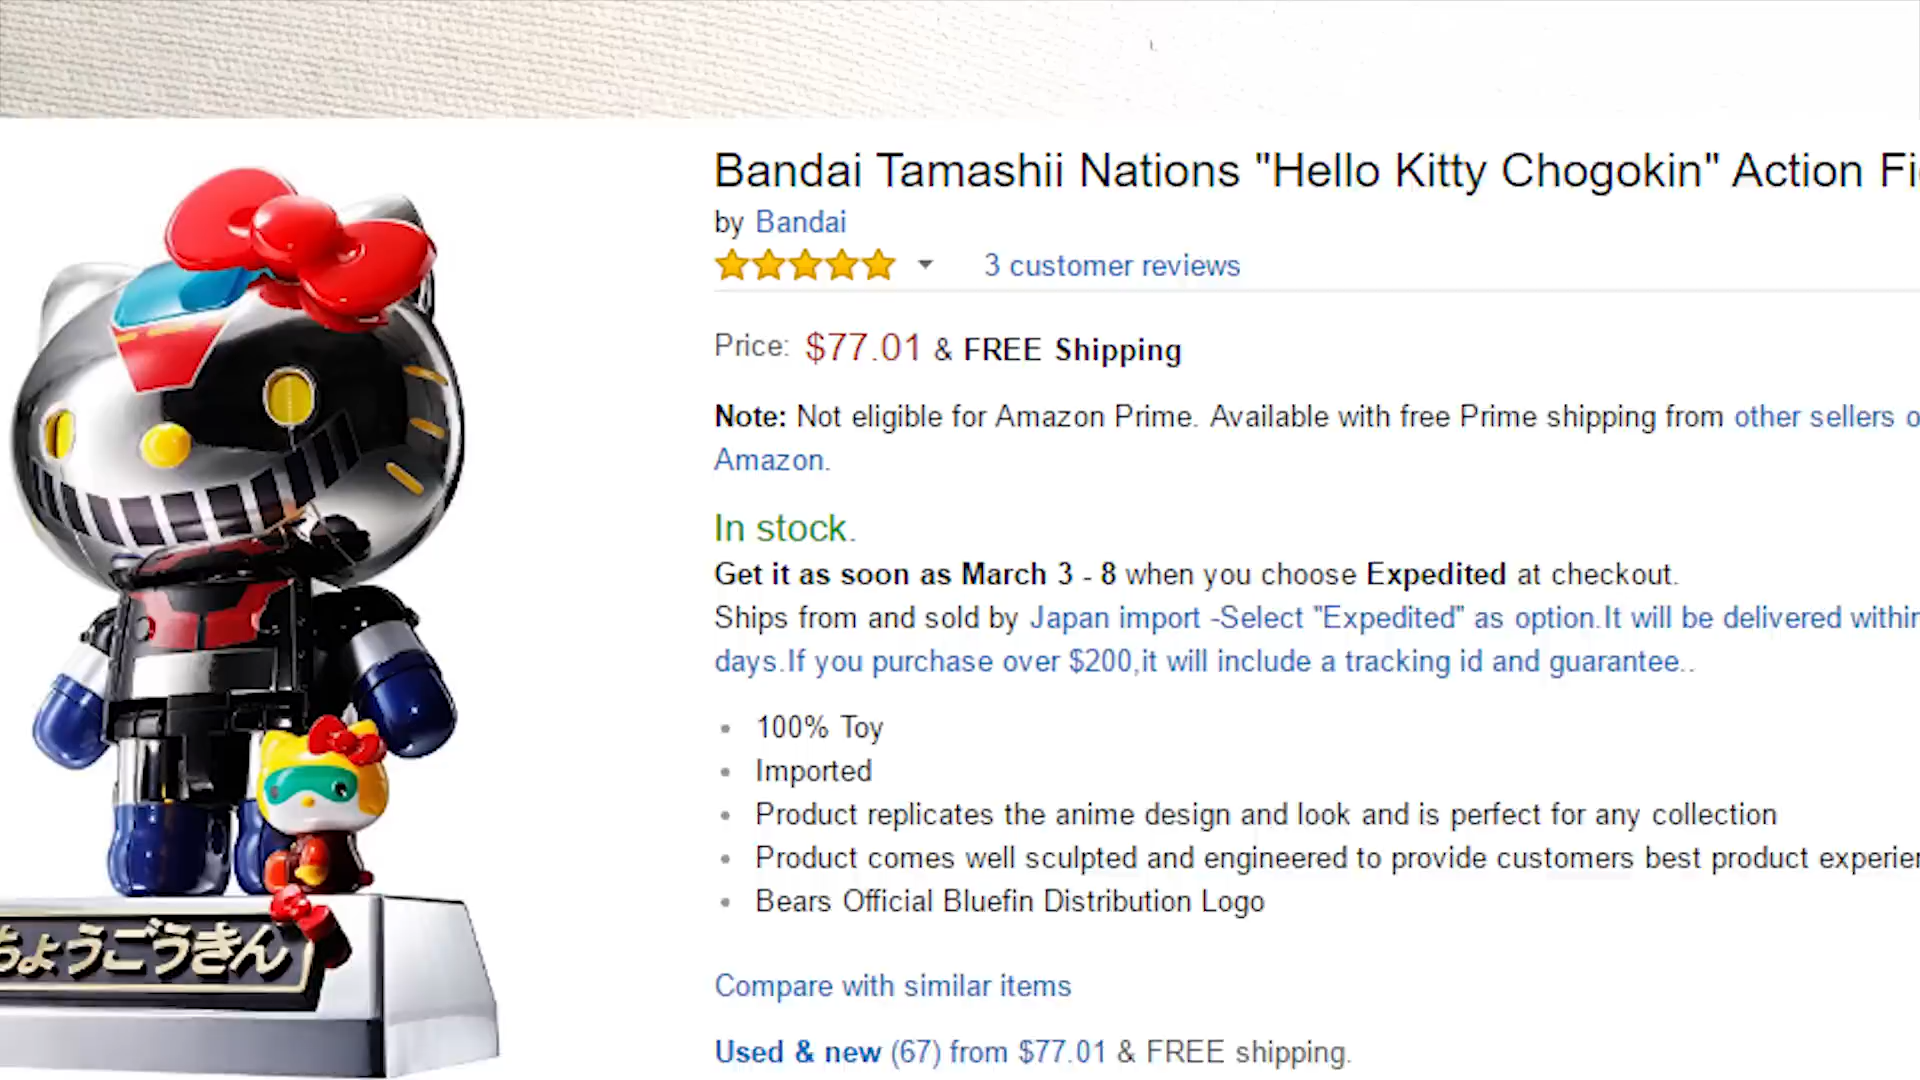 Bandai Tamashii Nations "Hello Kitty Chogokin" Action
by Bandai
3 customer reviews
Price: $77.01 & FREE Shipping
Note: Not eligible for Amazon Prime. Available with free Prime shipping from other sellers
Amazon.
In stock.
Get it as soon as March 3 - 8 when you choose Expedited at checkout.
Ships from and sold by Japan import -Select "Expedited" as option.It will be delivered
days.If you purchase over $200,it will include a tracking id and guarantee..
100% Toy
Imported
Product replicates the anime design and look and is perfect for any collection
Product comes well sculpted and engineered to provide customers best product
Bears Official Bluefin Distribution Logo
ちょうごうきん
Compare with similar items
Used & new (67) from $77.01 & FREE shipping.